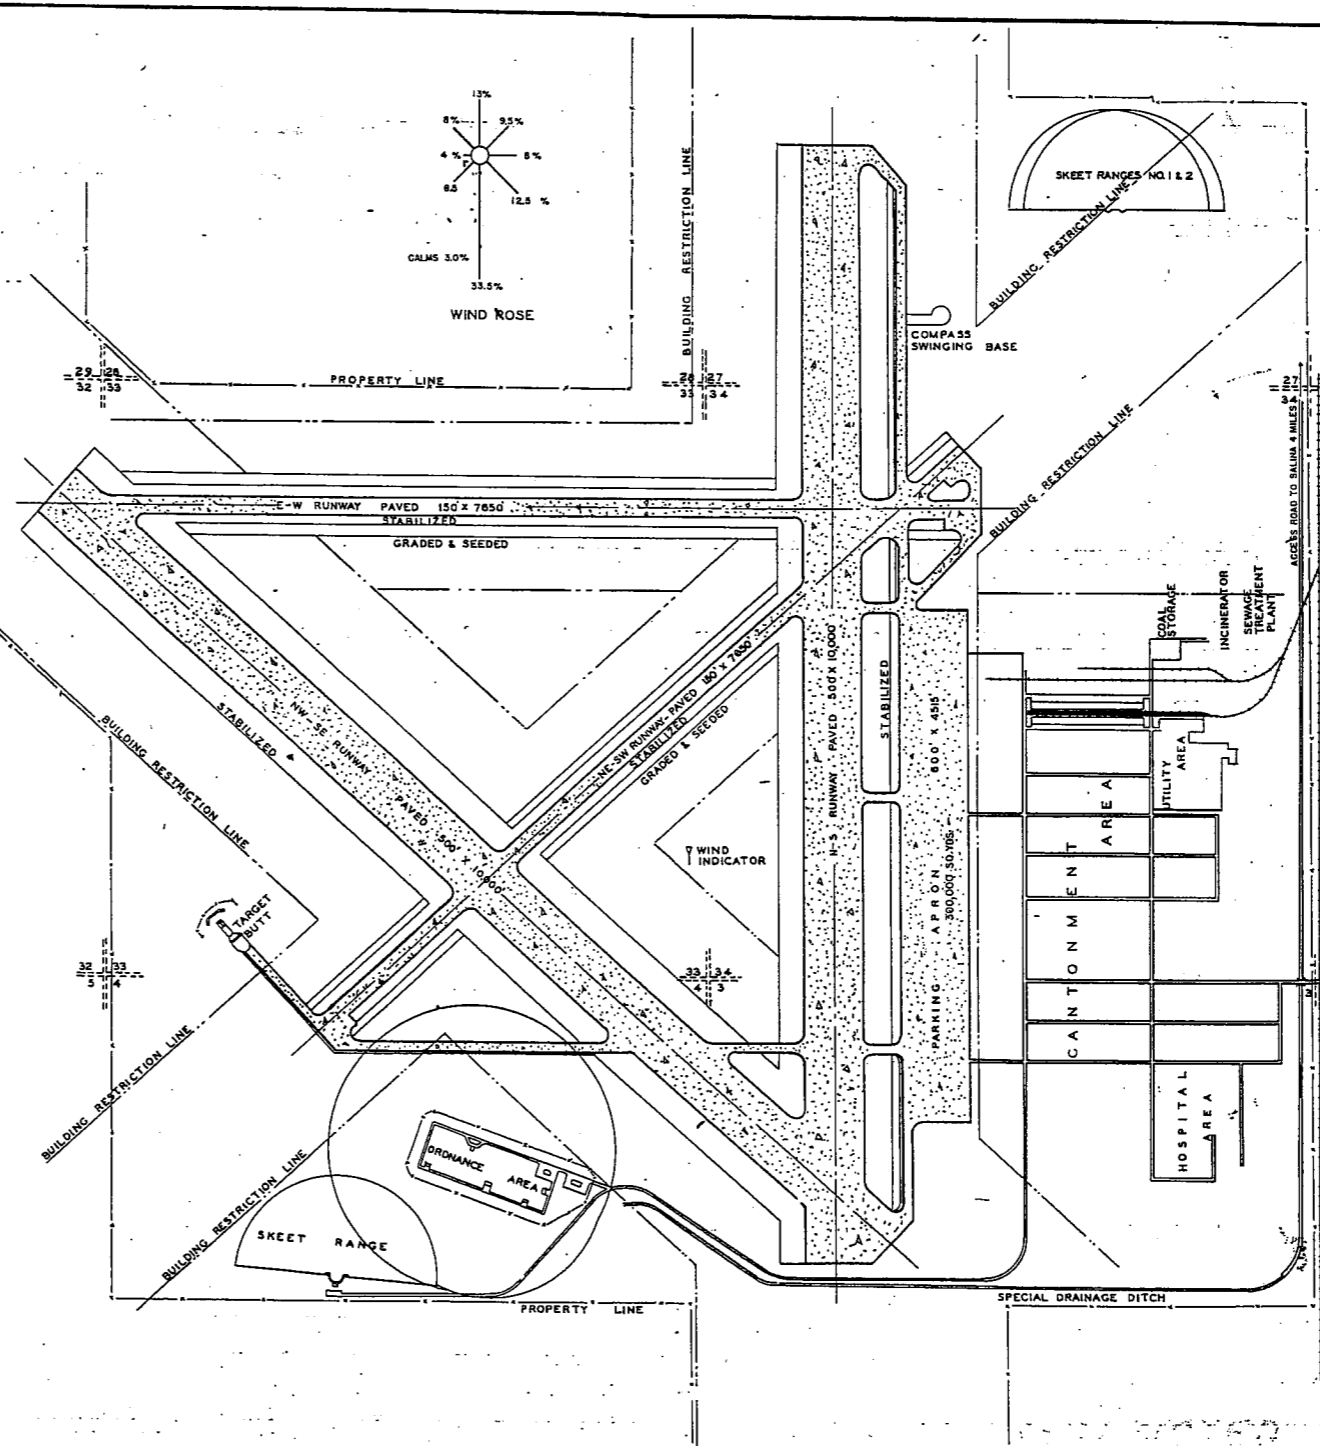 13%
8%
9.5%
4 %
8%
8.5
12.5 %
CALMS 3.0%
33.5%
WIND ROSE
BUILDING RESTRICTION LINE
SKEET RANGES NO. 1 & 2
BUILDING RESTRICTION LINE
COMPASS
SWINGING BASE
29 28
32 33
PROPERTY LINE
28 27
33 34
27
34
ACCESS ROAD TO SALINA 4 MILES
BUILDING RESTRICTION LINE
E-W RUNWAY PAVED 150' X 7650'
STABILIZED
GRADED & SEEDED
COAL
STORAGE
INCINERATOR
SEWAGE
TREATMENT
PLANT
NW-SE RUNWAY PAVED 500' X 10,000'
STABILIZED
NE-SW RUNWAY-PAVED 150' X 7650'
STABILIZED
GRADED & SEEDED
N-S RUNWAY PAVED 500' X 10,000'
STABILIZED
600' X 4515'
PARKING APRON
300,000 SQ.YDS.
UTILITY
AREA
CANTONMENT
AREA
BUILDING RESTRICTION LINE
WIND
INDICATOR
TARGET
BUTT
32 33
5 4
33 34
4 3
3
BUILDING RESTRICTION LINE
BUILDING RESTRICTION LINE
ORDNANCE
AREA
HOSPITAL
AREA
SKEET RANGE
PROPERTY LINE
SPECIAL DRAINAGE DITCH